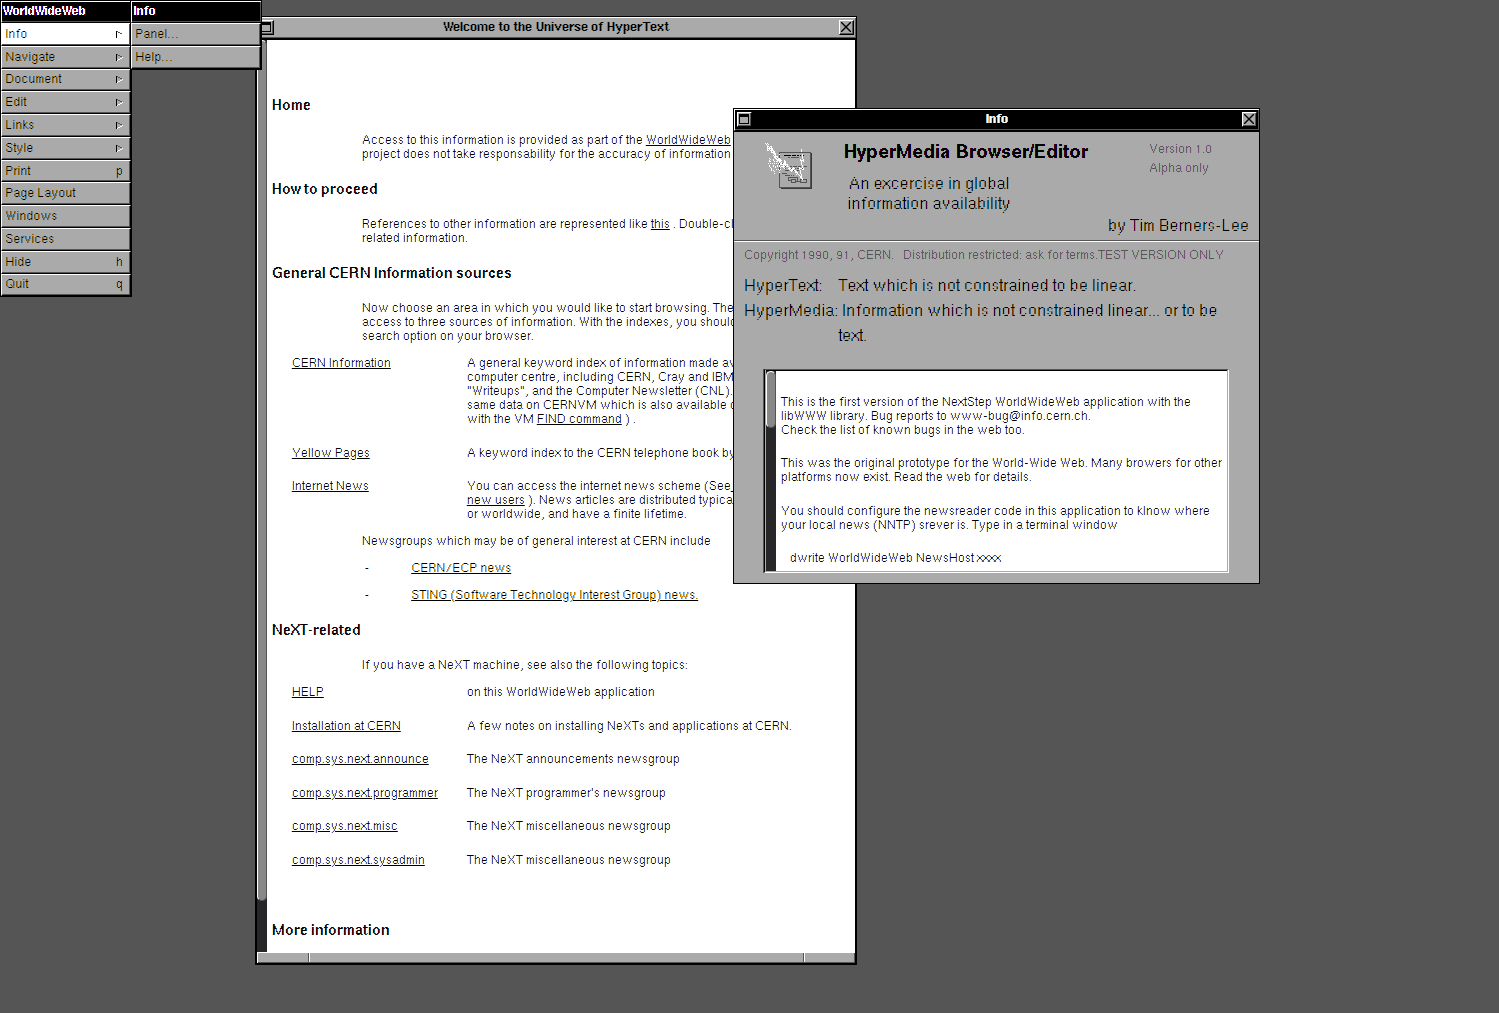 WorldWideWeb
Info
Navigate
Document
Edit
Links
Style
Print p
Page Layout
Windows
Services
Hide h
Quit q
Info
Panel...
Help...
Welcome to the Universe of HyperText
Home
Access to this information is provided as part of the WorldWideWeb
project does not take responsability for the accuracy of information
How to proceed
References to other information are represented like this . Double-cl
related information.
General CERN Information sources
Now choose an area in which you would like to start browsing. The
access to three sources of information. With the indexes, you should
search option on your browser.
CERN Information A general keyword index of information made av
computer centre, including CERN, Cray and IBM
"Writeups", and the Computer Newsletter (CNL).
same data on CERNVM which is also available
with the VM FIND command ) .
Yellow Pages A keyword index to the CERN telephone book by
Internet News You can access the internet news scheme (See
new users ). News articles are distributed typica
or worldwide, and have a finite lifetime.
Newsgroups which may be of general interest at CERN include
- CERN/ECP news
- STING (Software Technology Interest Group) news.
NeXT-related
If you have a NeXT machine, see also the following topics:
HELP on this WorldWideWeb application
Installation at CERN A few notes on installing NeXTs and applications at CERN.
comp.sys.next.announce The NeXT announcements newsgroup
comp.sys.next.programmer The NeXT programmer's newsgroup
comp.sys.next.misc The NeXT miscellaneous newsgroup
comp.sys.next.sysadmin The NeXT miscellaneous newsgroup
More information
Info
HyperMedia Browser/Editor
Version 1.0
Alpha only
An excercise in global
information availability
by Tim Berners-Lee
Copyright 1990, 91, CERN. Distribution restricted: ask for terms.TEST VERSION ONLY
HyperText: Text which is not constrained to be linear.
HyperMedia: Information which is not constrained linear... or to be
text.
This is the first version of the NextStep WorldWideWeb application with the
libWWW library. Bug reports to www-bug@info.cern.ch.
Check the list of known bugs in the web too.
This was the original prototype for the World-Wide Web. Many browers for other
platforms now exist. Read the web for details.
You should configure the newsreader code in this application to klnow where
your local news (NNTP) srever is. Type in a terminal window
dwrite WorldWideWeb NewsHost xxxx